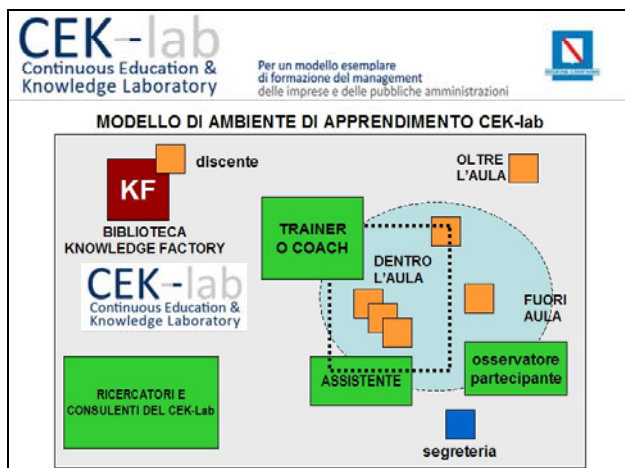 CEK-lab
Continuous Education &
Knowledge Laboratory
Per un modello esemplare
di formazione del management
delle imprese e delle pubbliche amministrazioni
MODELLO DI AMBIENTE DI APPRENDIMENTO CEK-lab
discente
KF
BIBLIOTECA
KNOWLEDGE FACTORY
OLTRE
L'AULA
TRAINER
O COACH
DENTRO
L'AULA
FUORI
AULA
CEK-lab
Continuous Education &
Knowledge Laboratory
RICERCATORI E
CONSULENTI DEL CEK-Lab
ASSISTENTE
osservatore
partecipante
segreteria